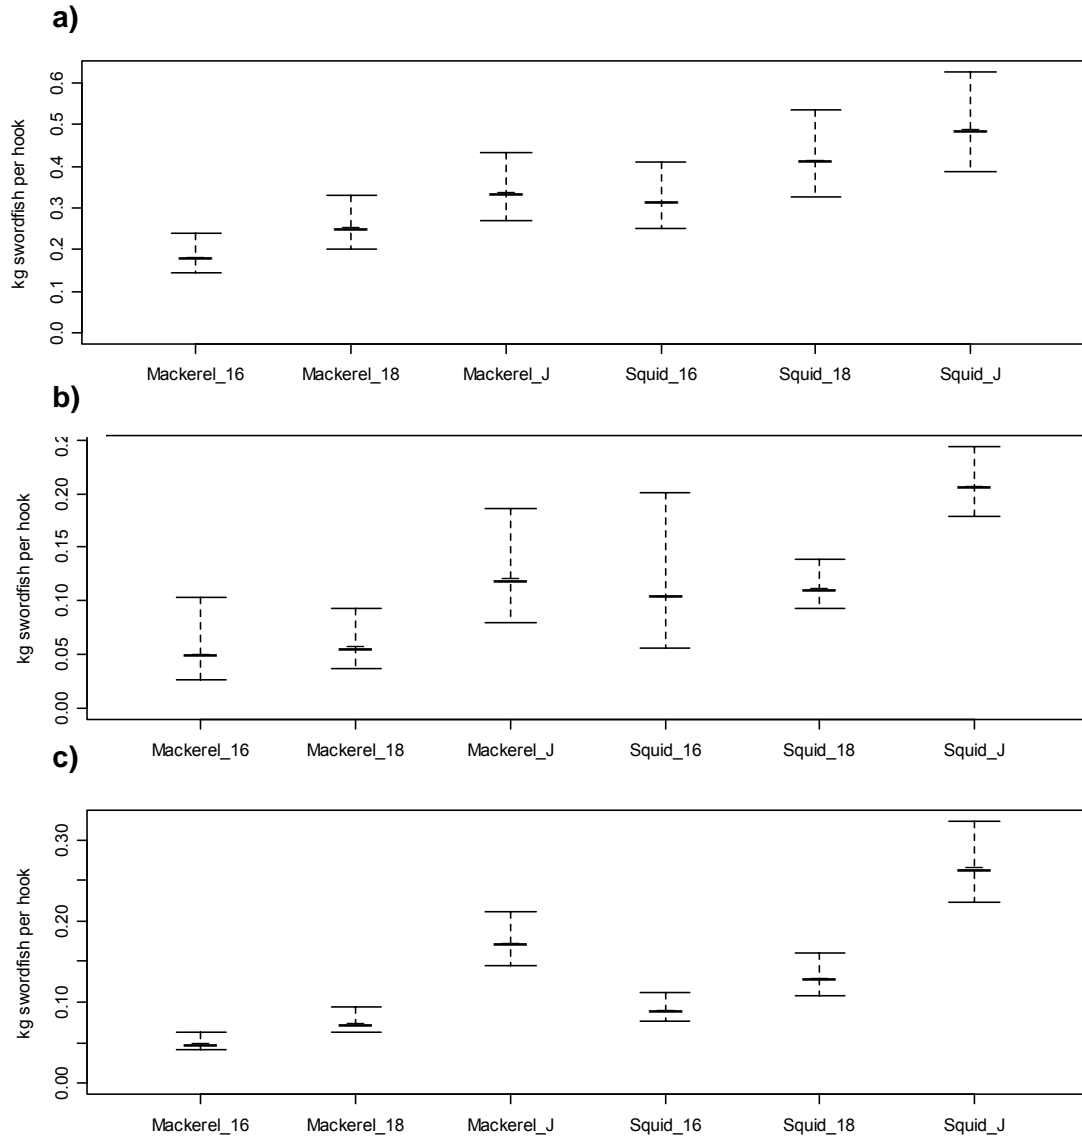 a)
kg swordfish per hook
0.6
0.5
0.4
0.3
0.2
0.1
0.0
Mackerel_16 Mackerel_18 Mackerel_J Squid_16 Squid_18 Squid_J
b)
kg swordfish per hook
0.20
0.15
0.10
0.05
0.00
Mackerel_16 Mackerel_18 Mackerel_J Squid_16 Squid_18 Squid_J
c)
kg swordfish per hook
0.30
0.20
0.10
0.00
Mackerel_16 Mackerel_18 Mackerel_J Squid_16 Squid_18 Squid_J